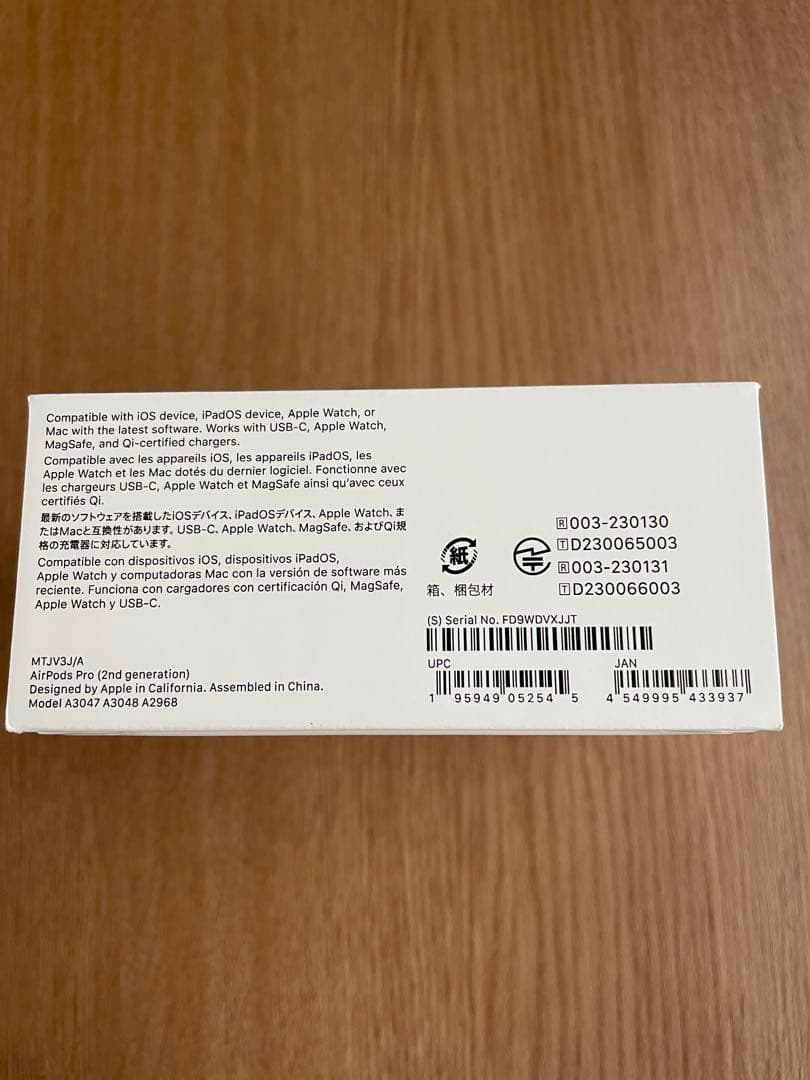 Compatible with iOS device, iPadOS device, Apple Watch, or
Mac with the latest software. Works with USB-C, Apple Watch,
MagSafe, and Qi-certified chargers.
Compatible avec les appareils iOS, les appareils iPadOS, les
Apple Watch et les Mac dotés du dernier logiciel. Fonctionne avec
les chargeurs USB-C, Apple Watch et MagSafe ainsi qu'avec ceux
certifiés Qi.
最新のソフトウェアを搭載したiOSデバイス、iPadOSデバイス、Apple Watch、ま
たはMacと互換性があります。USB-C、Apple Watch、MagSafe、およびQi規
格の充電器に対応しています。
Compatible con dispositivos iOS, dispositivos iPadOS,
Apple Watch y computadoras Mac con la versión de software más
reciente. Funciona con cargadores con certificación Qi, MagSafe,
Apple Watch y USB-C.
MTJV3J/A
AirPods Pro (2nd generation)
Designed by Apple in California. Assembled in China.
Model A3047 A3048 A2968
紙
箱、梱包材
R 003-230130
T D230065003
R 003-230131
T D230066003
(S) Serial No. FD9WDVXJJT
UPC
1 95949 05254 5
JAN
4 549995 433937